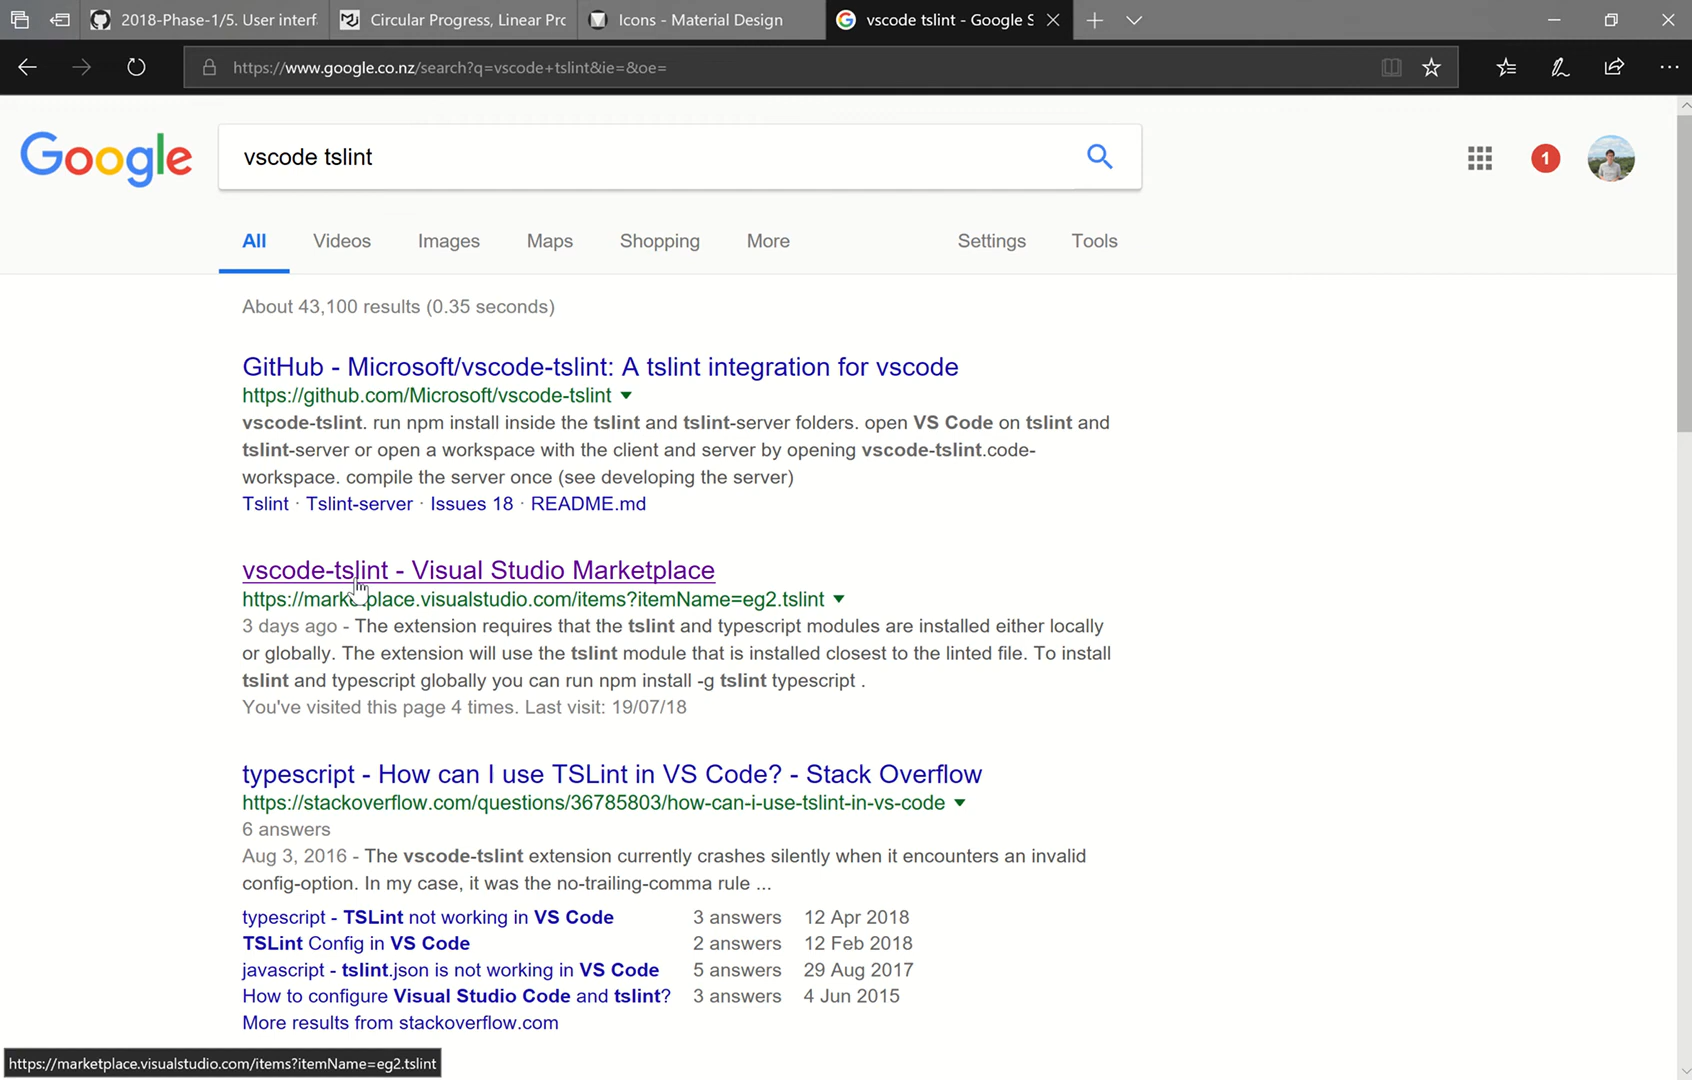 2018-Phase-1/5. User interf
Circular Progress, Linear Pro
Icons - Material Design
vscode tslint - Google S
https://www.google.co.nz/search?q=vscode+tslint&ie=&oe=
Google
vscode tslint
1
All Videos Images Maps Shopping More Settings Tools
About 43,100 results (0.35 seconds)
GitHub - Microsoft/vscode-tslint: A tslint integration for vscode
https://github.com/Microsoft/vscode-tslint
vscode-tslint. run npm install inside the tslint and tslint-server folders. open VS Code on tslint and
tslint-server or open a workspace with the client and server by opening vscode-tslint.code-
workspace. compile the server once (see developing the server)
Tslint · Tslint-server · Issues 18 · README.md
vscode-tslint - Visual Studio Marketplace
https://marketplace.visualstudio.com/items?itemName=eg2.tslint
3 days ago - The extension requires that the tslint and typescript modules are installed either locally
or globally. The extension will use the tslint module that is installed closest to the linted file. To install
tslint and typescript globally you can run npm install -g tslint typescript .
You've visited this page 4 times. Last visit: 19/07/18
typescript - How can I use TSLint in VS Code? - Stack Overflow
https://stackoverflow.com/questions/36785803/how-can-i-use-tslint-in-vs-code
6 answers
Aug 3, 2016 - The vscode-tslint extension currently crashes silently when it encounters an invalid
config-option. In my case, it was the no-trailing-comma rule ...
typescript - TSLint not working in VS Code 3 answers 12 Apr 2018
TSLint Config in VS Code 2 answers 12 Feb 2018
javascript - tslint.json is not working in VS Code 5 answers 29 Aug 2017
How to configure Visual Studio Code and tslint? 3 answers 4 Jun 2015
More results from stackoverflow.com
https://marketplace.visualstudio.com/items?itemName=eg2.tslint